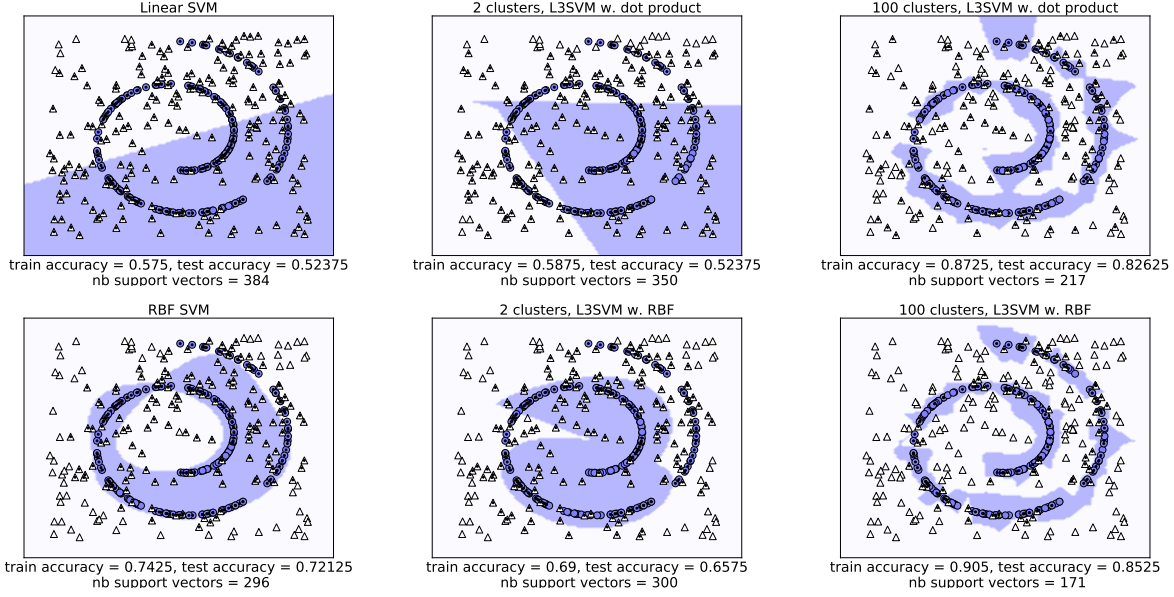 Linear SVM
2 clusters, L3SVM w. dot product
100 clusters, L3SVM w. dot product
train accuracy = 0.575, test accuracy = 0.52375
nb support vectors = 384
train accuracy = 0.5875, test accuracy = 0.52375
nb support vectors = 350
train accuracy = 0.8725, test accuracy = 0.82625
nb support vectors = 217
RBF SVM
2 clusters, L3SVM w. RBF
100 clusters, L3SVM w. RBF
train accuracy = 0.7425, test accuracy = 0.72125
nb support vectors = 296
train accuracy = 0.69, test accuracy = 0.6575
nb support vectors = 300
train accuracy = 0.905, test accuracy = 0.8525
nb support vectors = 171